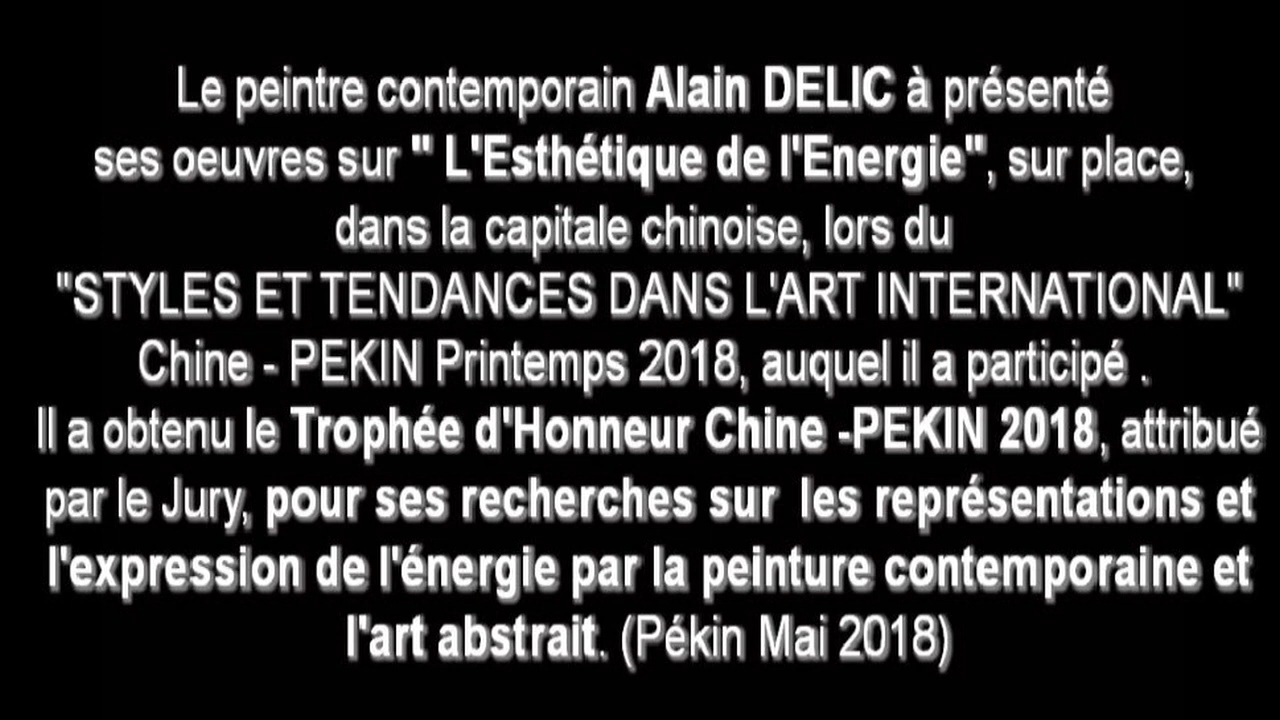 Le peintre contemporain Alain DELIC à présenté
ses oeuvres sur " L'Esthétique de l'Energie", sur place,
dans la capitale chinoise, lors du
"STYLES ET TENDANCES DANS L'ART INTERNATIONAL"
Chine - PEKIN Printemps 2018, auquel il a participé .
Il a obtenu le Trophée d'Honneur Chine -PEKIN 2018, attribué
par le Jury, pour ses recherches sur  les représentations et
l'expression de l'énergie par la peinture contemporaine et
l'art abstrait. (Pékin Mai 2018)